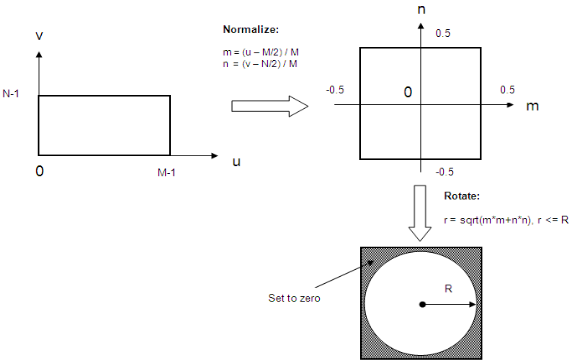 n
v
Normalize:
0.5
m = (u – M/2) / M
n = (v – N/2) / M
N-1
-0.5
0
0.5
m
u
0
M-1
-0.5
Rotate:
r = sqrt(m*m+n*n), r <= R
R
Set to zero